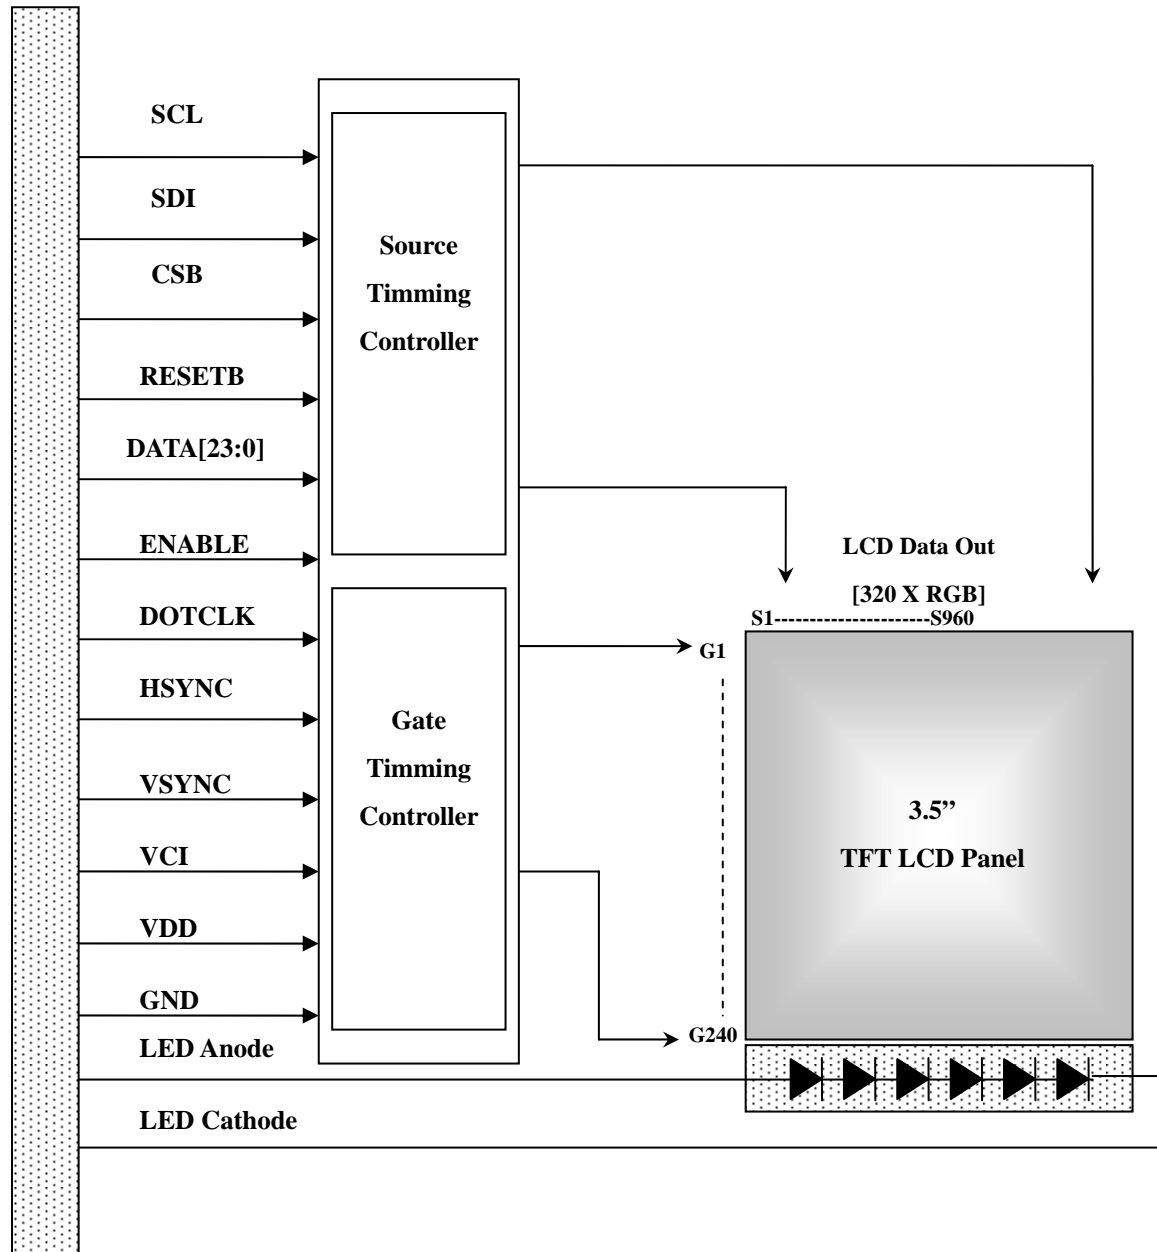 SCL
SDI
CSB
RESETB
DATA[23:0]
ENABLE
DOTCLK
HSYNC
VSYNC
VCI
VDD
GND
LED Anode
LED Cathode
Source
Timming
Controller
Gate
Timming
Controller
LCD Data Out
[320 X RGB]
S1----------------------S960
G1
G240
3.5”
TFT LCD Panel